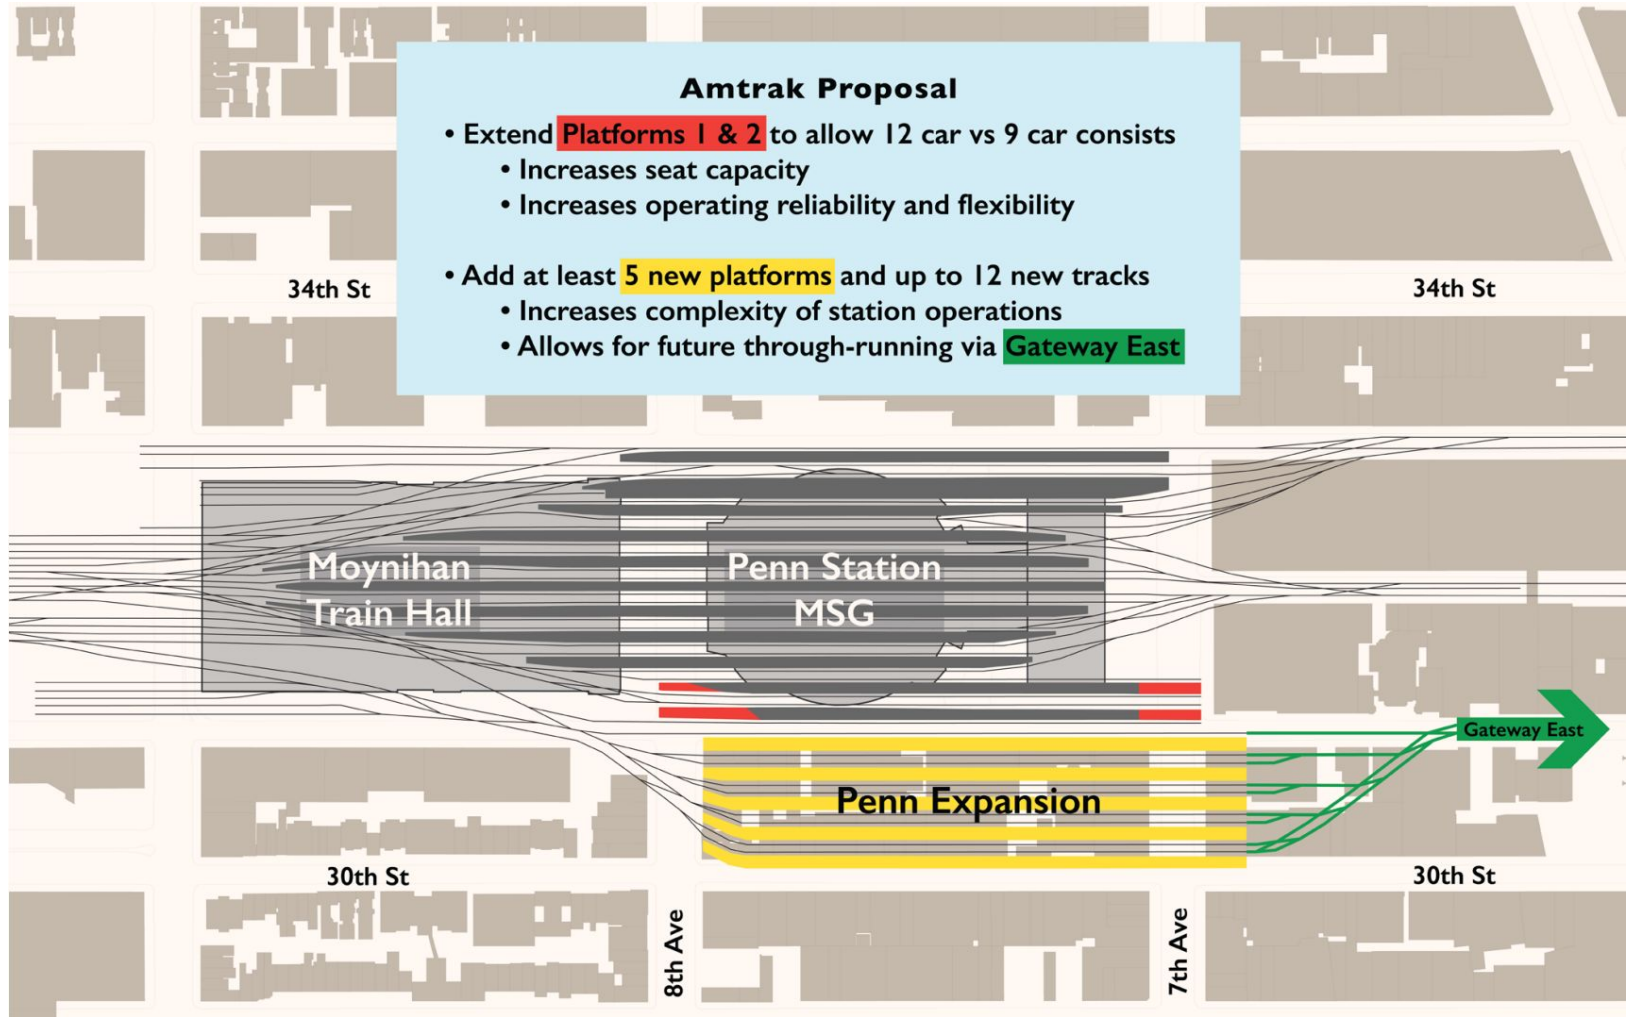 Amtrak Proposal
• Extend Platforms 1 & 2 to allow 12 car vs 9 car consists
• Increases seat capacity
• Increases operating reliability and flexibility
• Add at least 5 new platforms and up to 12 new tracks
• Increases complexity of station operations
• Allows for future through-running via Gateway East
34th St
34th St
Moynihan
Train Hall
Penn Station
MSG
Gateway East
Penn Expansion
30th St
30th St
8th Ave
7th Ave